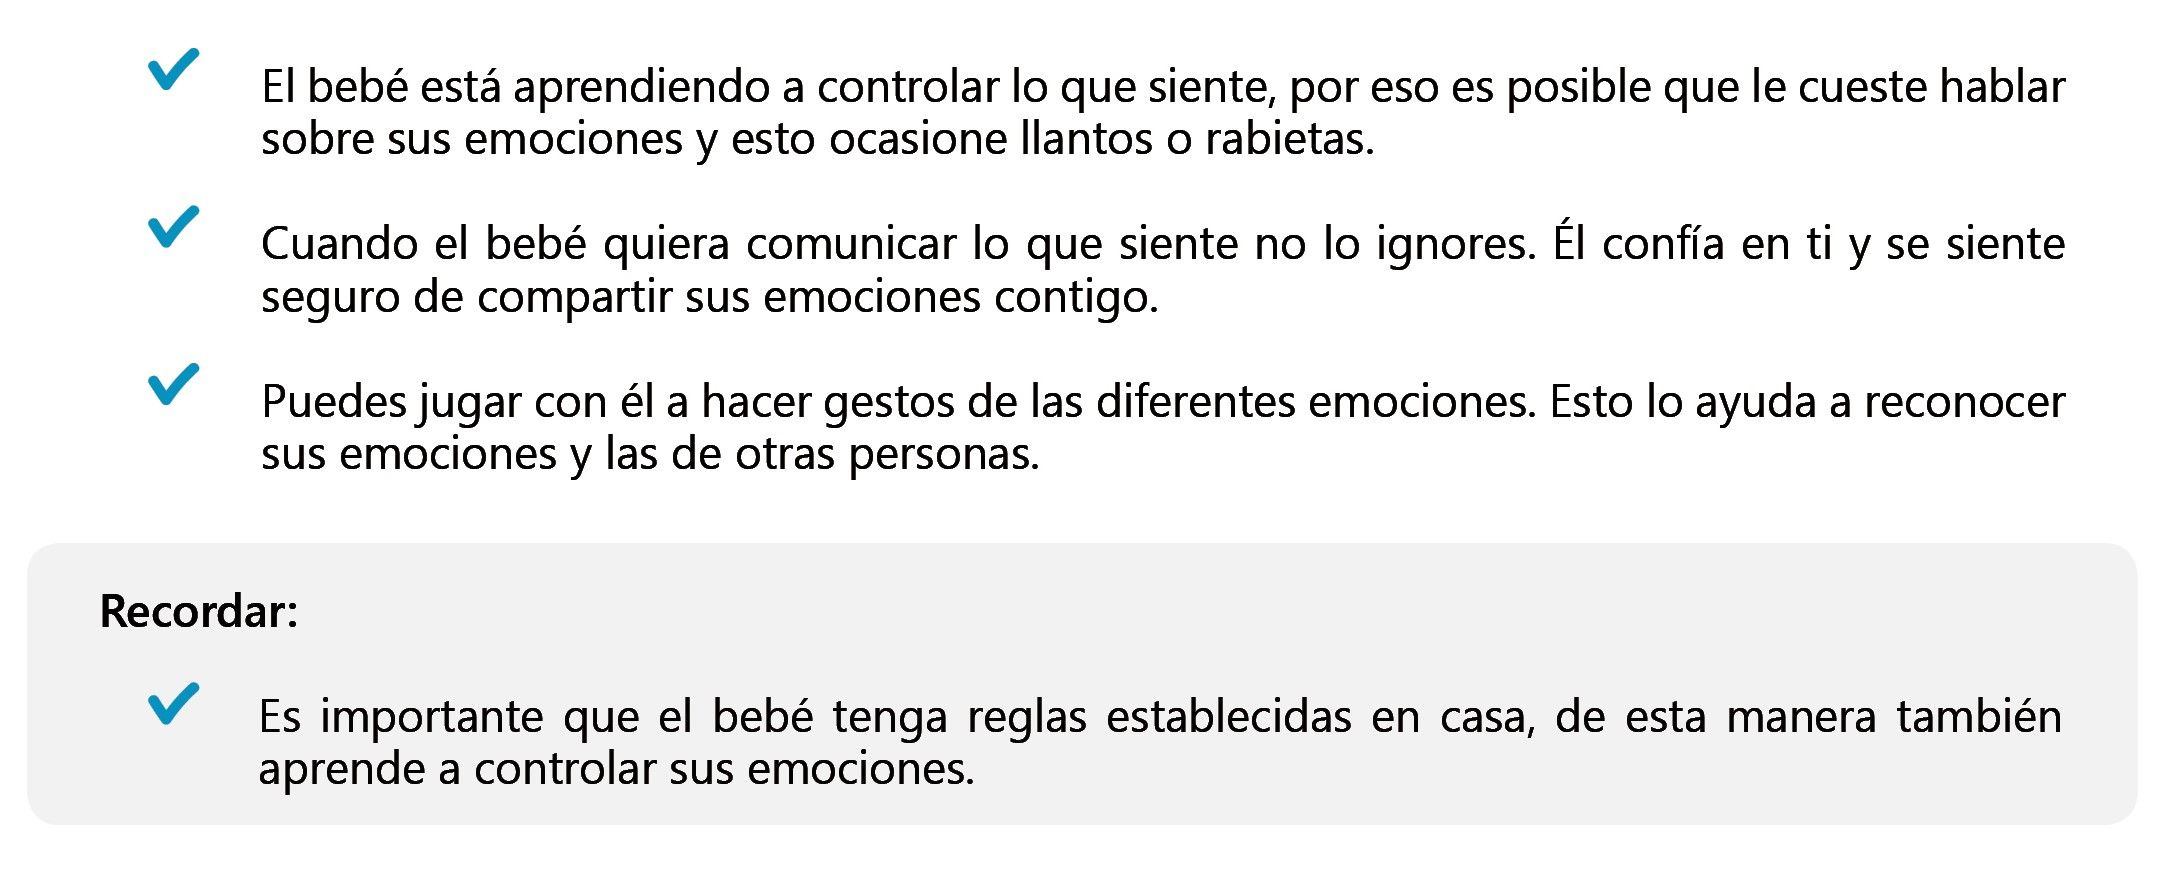 El bebé está aprendiendo a controlar lo que siente, por eso es posible que le cueste hablar
sobre sus emociones y esto ocasione llantos o rabietas.
Cuando el bebé quiera comunicar lo que siente no lo ignores. Él confía en ti y se siente
seguro de compartir sus emociones contigo.
Puedes jugar con él a hacer gestos de las diferentes emociones. Esto lo ayuda a reconocer
sus emociones y las de otras personas.
Recordar:
Es importante que el bebé tenga reglas establecidas en casa, de esta manera también
aprende a controlar sus emociones.